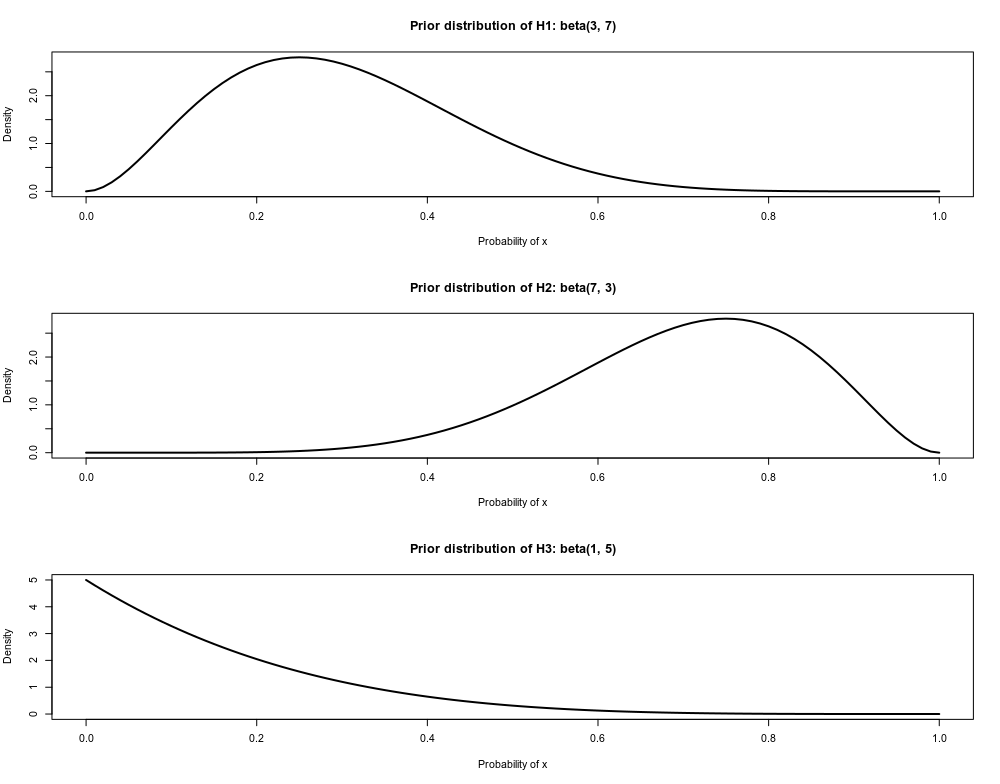 Prior distribution of H1: beta(3, 7)
Density
0.0 1.0 2.0
0.0 0.2 0.4 0.6 0.8 1.0
Probability of x
Prior distribution of H2: beta(7, 3)
Density
0.0 1.0 2.0
0.0 0.2 0.4 0.6 0.8 1.0
Probability of x
Prior distribution of H3: beta(1, 5)
Density
0 1 2 3 4 5
0.0 0.2 0.4 0.6 0.8 1.0
Probability of x